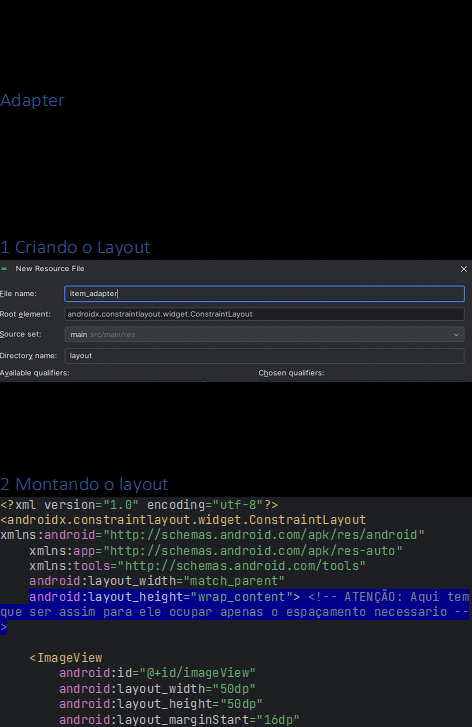 Adapter
1 Criando o Layout
New Resource File
File name: item_adapter
Root element: androidx.constraintlayout.widget.ConstraintLayout
Source set: main src/main/res
Directory name: layout
Available qualifiers: Chosen qualifiers:
2 Montando o layout
<?xml version="1.0" encoding="utf-8"?>
<androidx.constraintlayout.widget.ConstraintLayout
xmlns:android="http://schemas.android.com/apk/res/android"
    xmlns:app="http://schemas.android.com/apk/res-auto"
    xmlns:tools="http://schemas.android.com/tools"
    android:layout_width="match_parent"
    android:layout_height="wrap_content"> <!-- ATENÇÃO: Aqui tem
que ser assim para ele ocupar apenas o espaçamento necessario --
>
    <ImageView
        android:id="@+id/imageView"
        android:layout_width="50dp"
        android:layout_height="50dp"
        android:layout_marginStart="16dp"